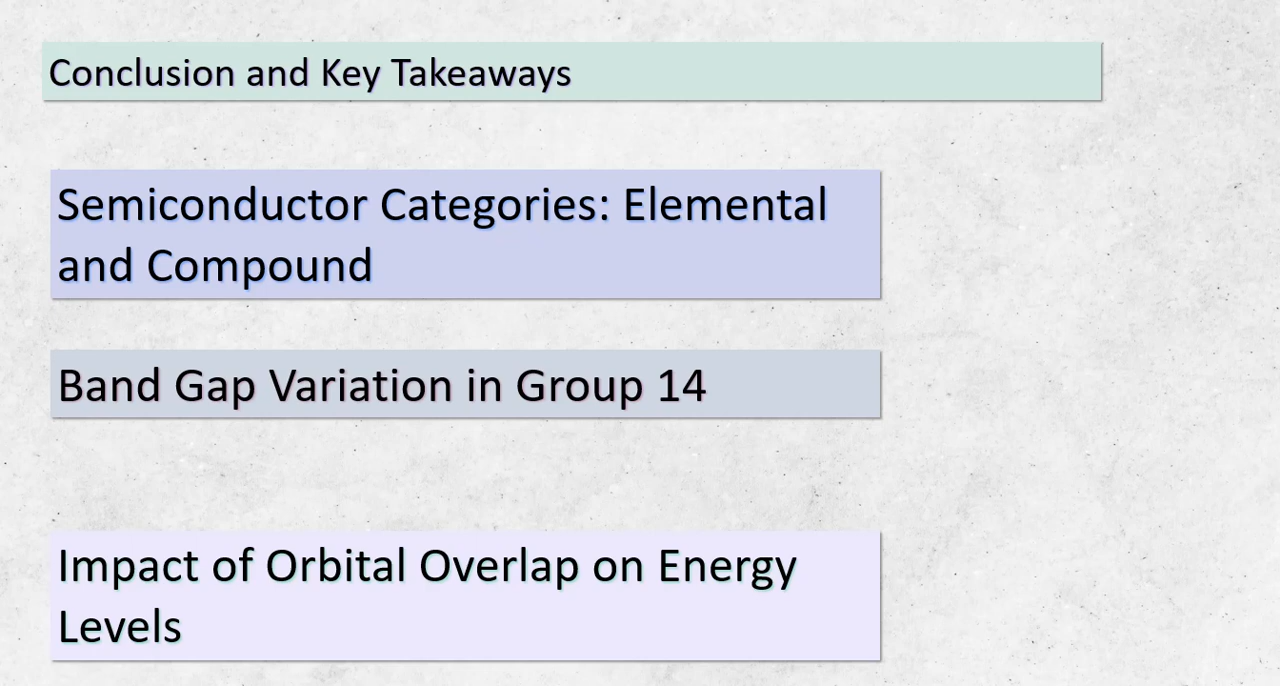 Conclusion and Key Takeaways
Semiconductor Categories: Elemental
and Compound
Band Gap Variation in Group 14
Impact of Orbital Overlap on Energy
Levels